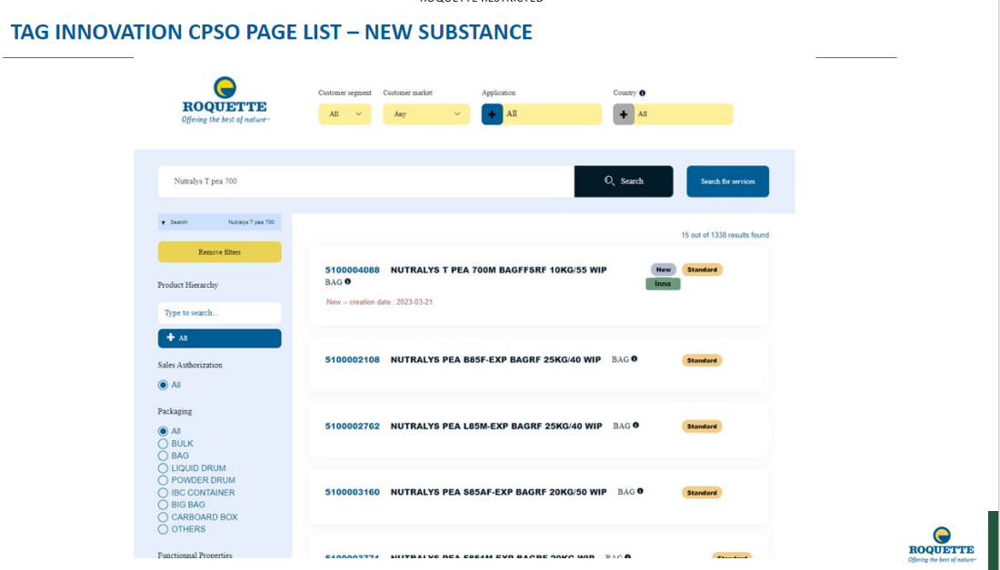 ROQUETTE RESTRICTED
TAG INNOVATION CPSO PAGE LIST – NEW SUBSTANCE
ROQUETTE
Offering the best of nature™
Customer segment Customer market Application Country
All Any All All
Nutralys T pea 700 Search Search for services
Search Nutralys T pea 700
15 out of 1338 results found
Remove filters
5100004088 NUTRALYS T PEA 700M BAGFFSRF 10KG/55 WIP New Standard
BAG Inno
New -- creation date : 2023-03-21
Product Hierarchy
Type to search...
All
5100002108 NUTRALYS PEA B85F-EXP BAGRF 25KG/40 WIP BAG Standard
Sales Authorization
All
Packaging
5100002762 NUTRALYS PEA L85M-EXP BAGRF 25KG/40 WIP BAG Standard
All
BULK
BAG
LIQUID DRUM
POWDER DRUM
5100003160 NUTRALYS PEA S85AF-EXP BAGRF 20KG/50 WIP BAG Standard
IBC CONTAINER
BIG BAG
CARBOARD BOX
OTHERS
Functionnal Properties
ROQUETTE
Offering the best of nature™